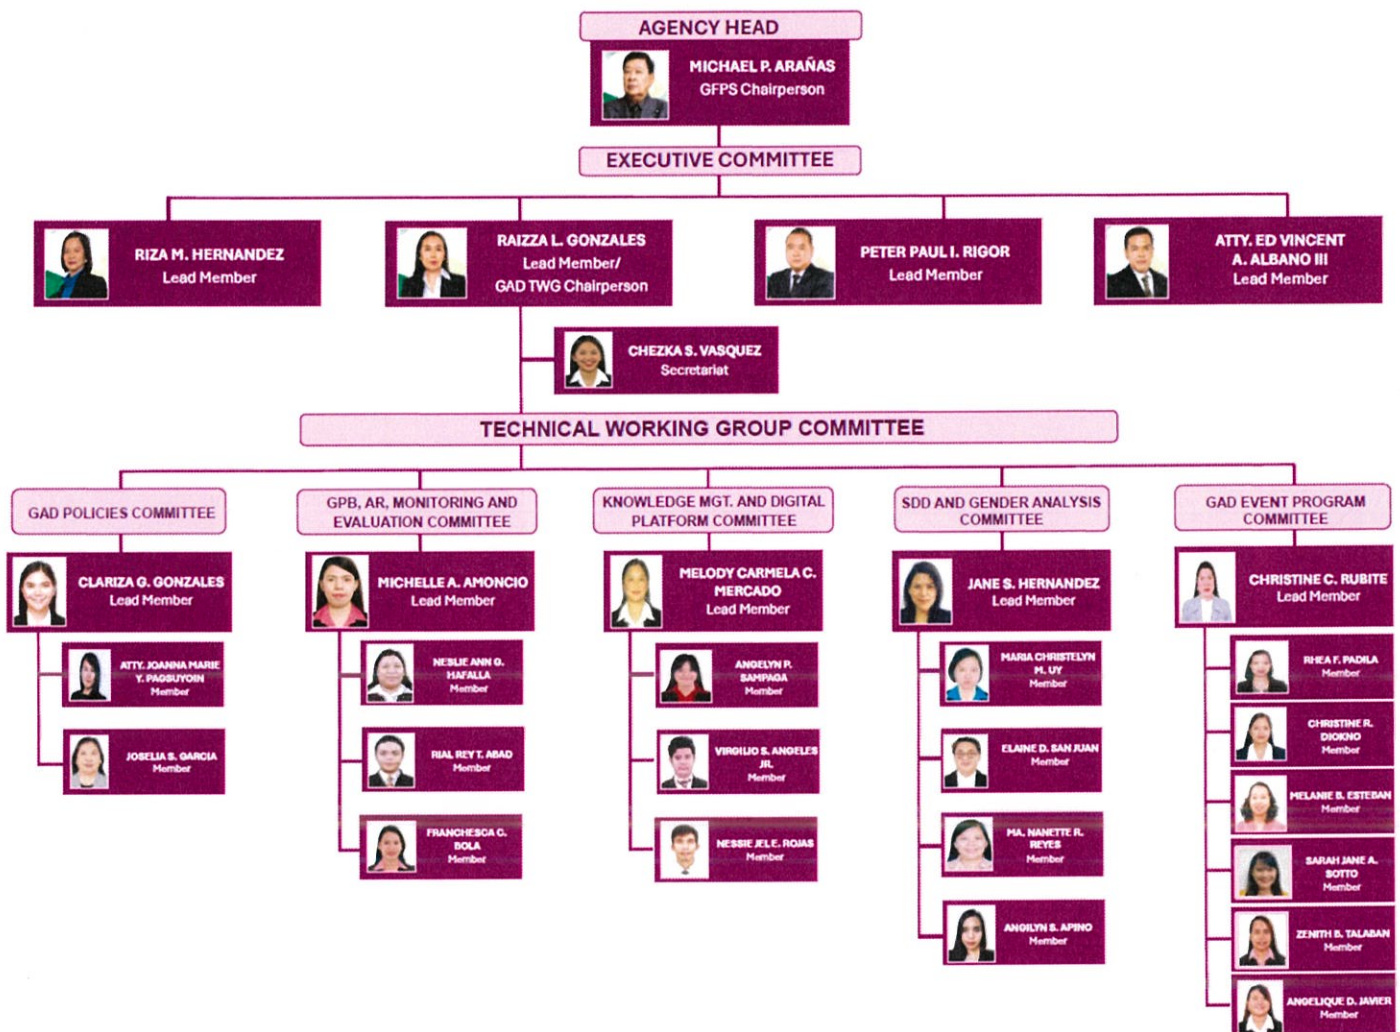 AGENCY HEAD
MICHAEL P. ARAÑAS
GFPS Chairperson
EXECUTIVE COMMITTEE
RIZA M. HERNANDEZ
Lead Member
RAIZZA L. GONZALES
Lead Member/
GAD TWG Chairperson
PETER PAUL I. RIGOR
Lead Member
ATTY. ED VINCENT
A. ALBANO III
Lead Member
CHEZKA S. VASQUEZ
Secretariat
TECHNICAL WORKING GROUP COMMITTEE
GAD POLICIES COMMITTEE
CLARIZA G. GONZALES
Lead Member
ATTY. JOANNA MARIE
Y. PAGSUYOIN
Member
JOSELIA S. GARCIA
Member
GPB, AR, MONITORING AND
EVALUATION COMMITTEE
MICHELLE A. AMONCIO
Lead Member
NESLIE ANN G.
HAFALLA
Member
RIAL REY T. ABAD
Member
FRANCHESCA C.
BOLA
Member
KNOWLEDGE MGT. AND DIGITAL
PLATFORM COMMITTEE
MELODY CARMELA C.
MERCADO
Lead Member
ANGELYN P.
SAMPAGA
Member
VIRGILIO S. ANGELES
JR.
Member
NESSIE JEL E. ROJAS
Member
SDD AND GENDER ANALYSIS
COMMITTEE
JANE S. HERNANDEZ
Lead Member
MARIA CHRISTELYN
M. UY
Member
ELAINE D. SAN JUAN
Member
MA. NANETTE R.
REYES
Member
ANGILYN S. APINO
Member
GAD EVENT PROGRAM
COMMITTEE
CHRISTINE C. RUBITE
Lead Member
RHEA F. PADILA
Member
CHRISTINE R.
DIOKNO
Member
MELANIE B. ESTEBAN
Member
SARAH JANE A.
SOTTO
Member
ZENITH B. TALABAN
Member
ANGELIQUE D. JAVIER
Member